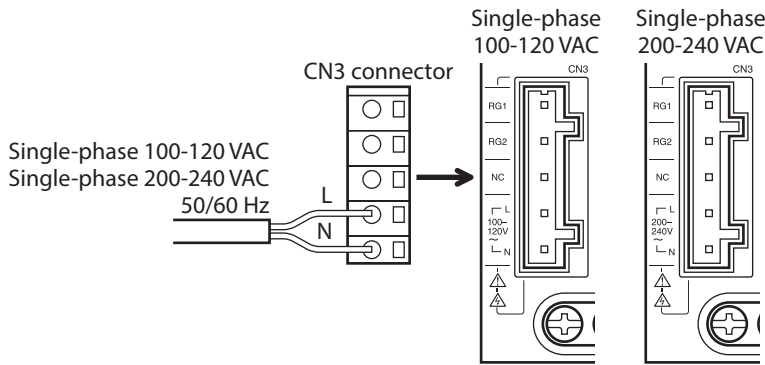 Single-phase
100-120 VAC
Single-phase
200-240 VAC
CN3 connector
Single-phase 100-120 VAC
Single-phase 200-240 VAC
50/60 Hz
L
N
CN3
RG1
RG2
NC
L
100–
120V
~
N
CN3
RG1
RG2
NC
L
200–
240V
~
N